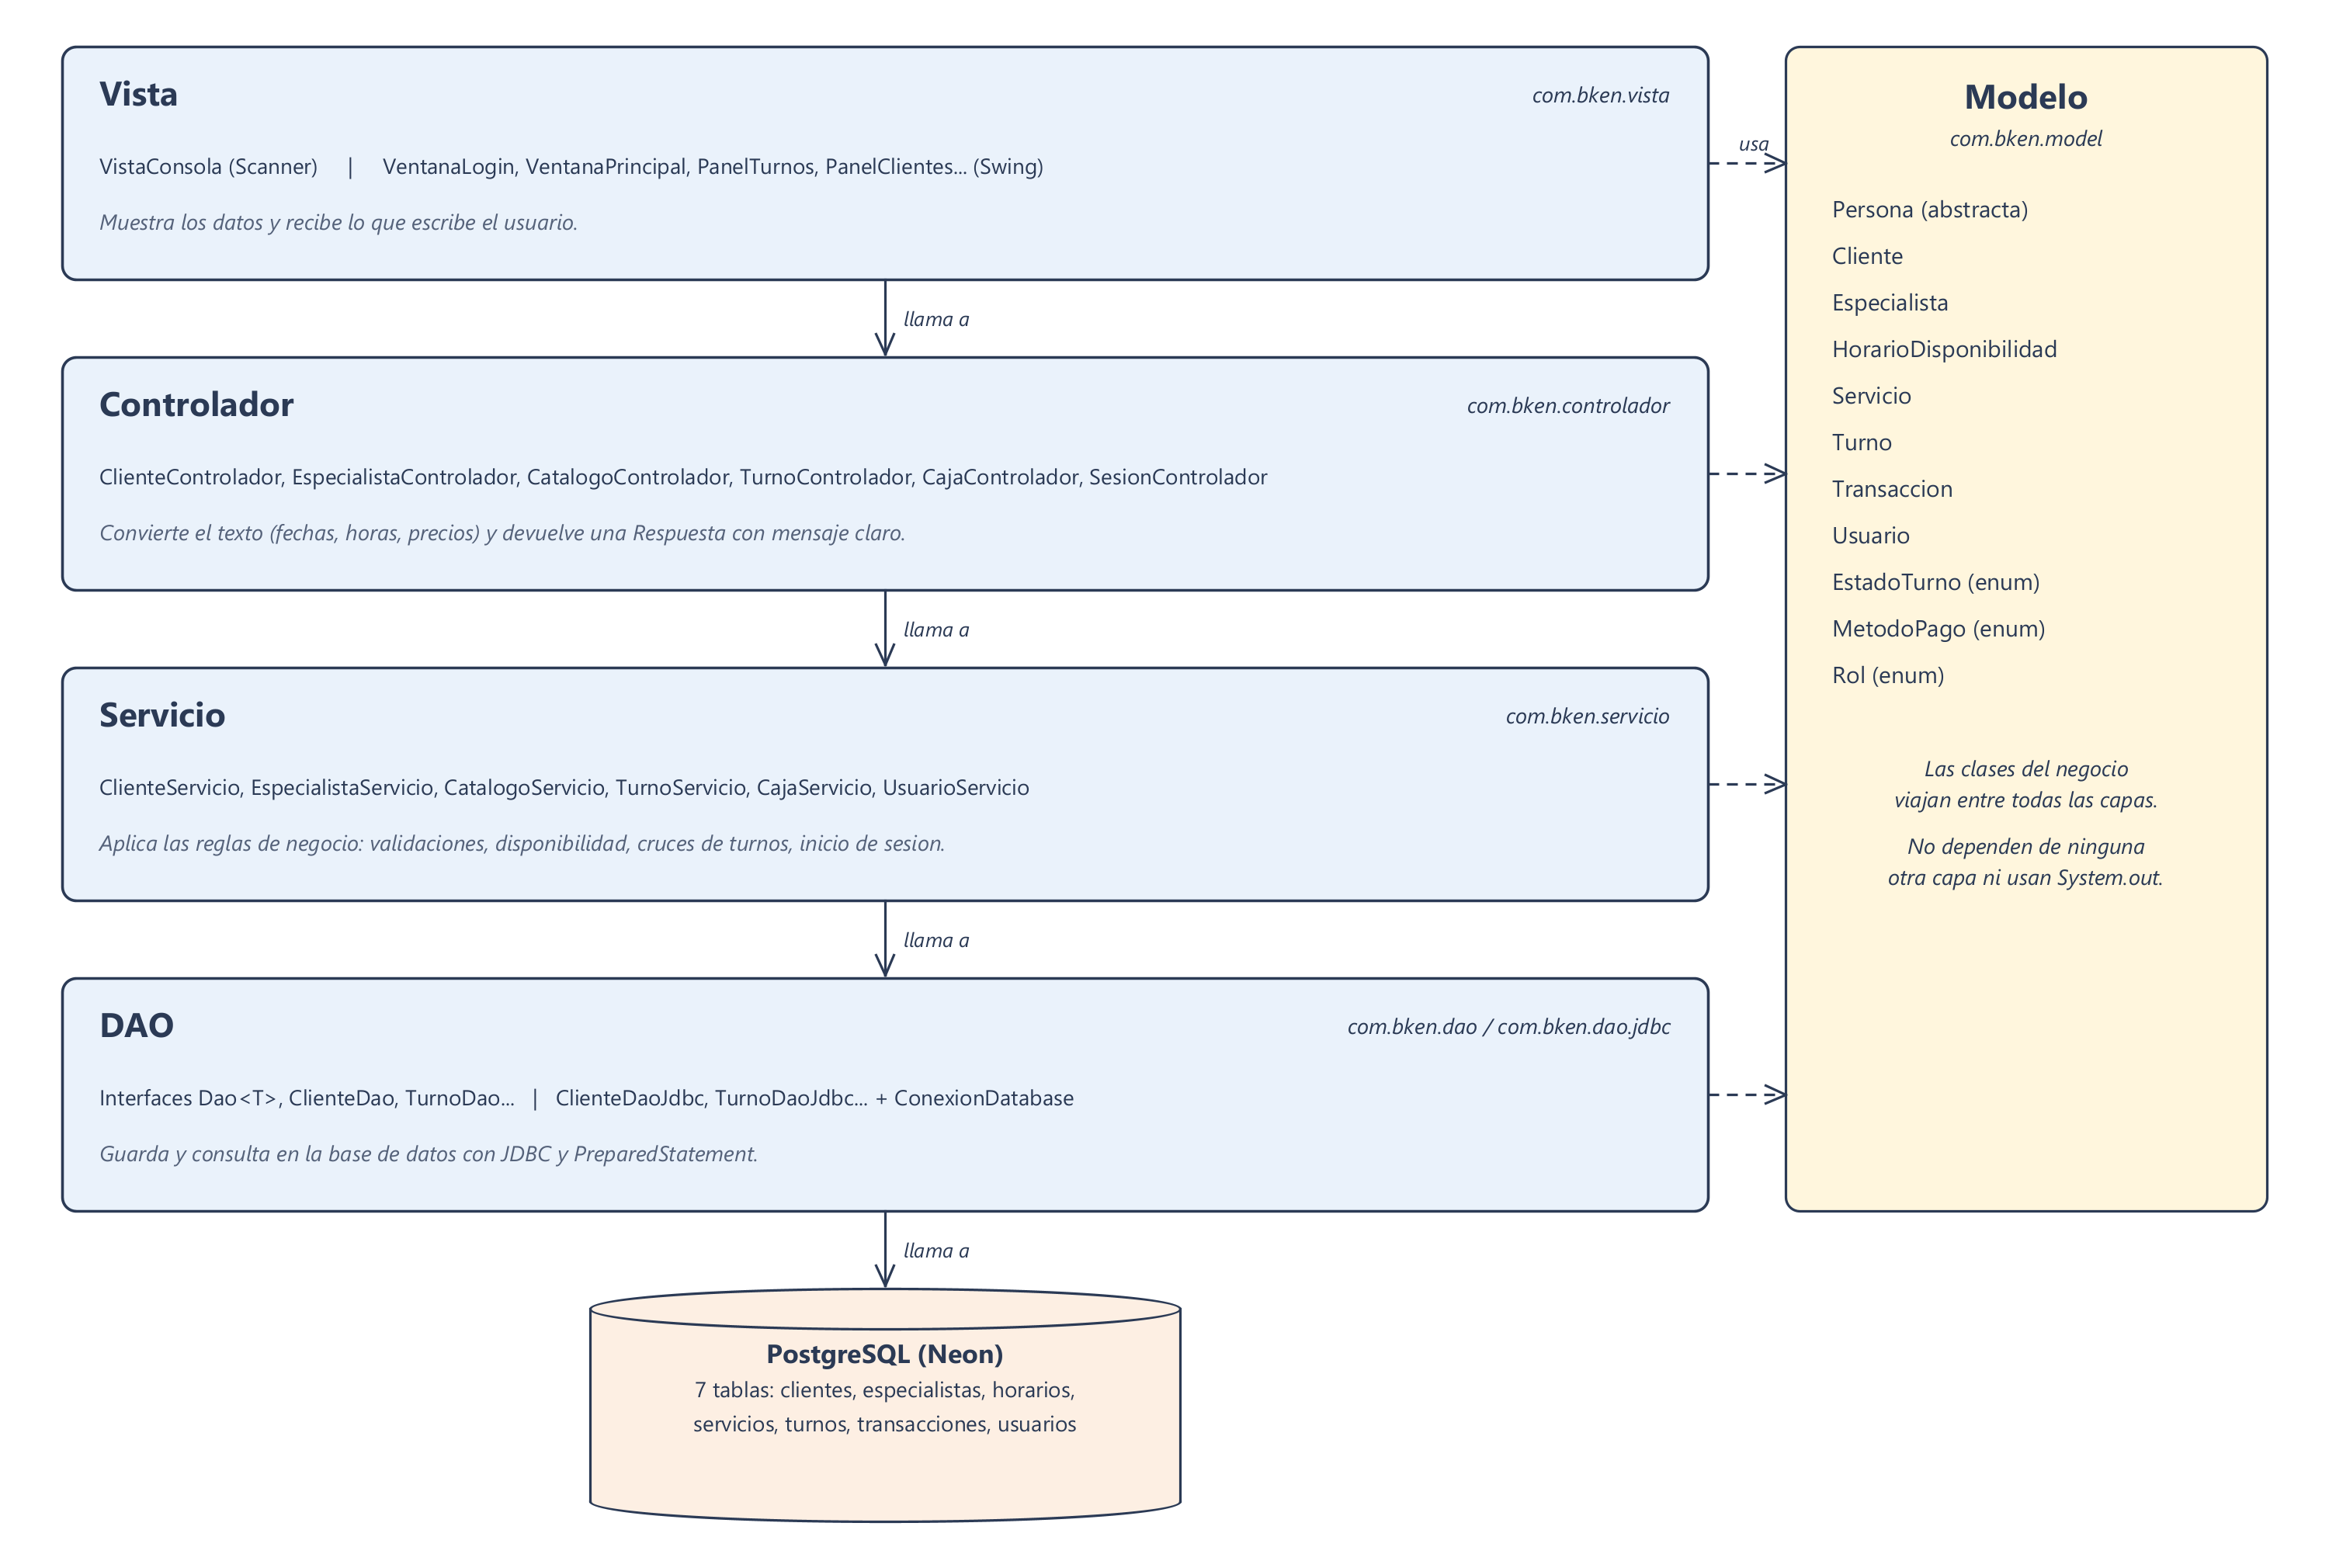 Vista
com.bken.vista
VistaConsola (Scanner) | VentanaLogin, VentanaPrincipal, PanelTurnos, PanelClientes... (Swing)
Muestra los datos y recibe lo que escribe el usuario.
llama a
Controlador
com.bken.controlador
ClienteControlador, EspecialistaControlador, CatalogoControlador, TurnoControlador, CajaControlador, SesionControlador
Convierte el texto (fechas, horas, precios) y devuelve una Respuesta con mensaje claro.
llama a
Servicio
com.bken.servicio
ClienteServicio, EspecialistaServicio, CatalogoServicio, TurnoServicio, CajaServicio, UsuarioServicio
Aplica las reglas de negocio: validaciones, disponibilidad, cruces de turnos, inicio de sesion.
llama a
DAO
com.bken.dao / com.bken.dao.jdbc
Interfaces Dao<T>, ClienteDao, TurnoDao... | ClienteDaoJdbc, TurnoDaoJdbc... + ConexionDatabase
Guarda y consulta en la base de datos con JDBC y PreparedStatement.
llama a
PostgreSQL (Neon)
7 tablas: clientes, especialistas, horarios,
servicios, turnos, transacciones, usuarios
usa
Modelo
com.bken.model
Persona (abstracta)
Cliente
Especialista
HorarioDisponibilidad
Servicio
Turno
Transaccion
Usuario
EstadoTurno (enum)
MetodoPago (enum)
Rol (enum)
Las clases del negocio
viajan entre todas las capas.
No dependen de ninguna
otra capa ni usan System.out.